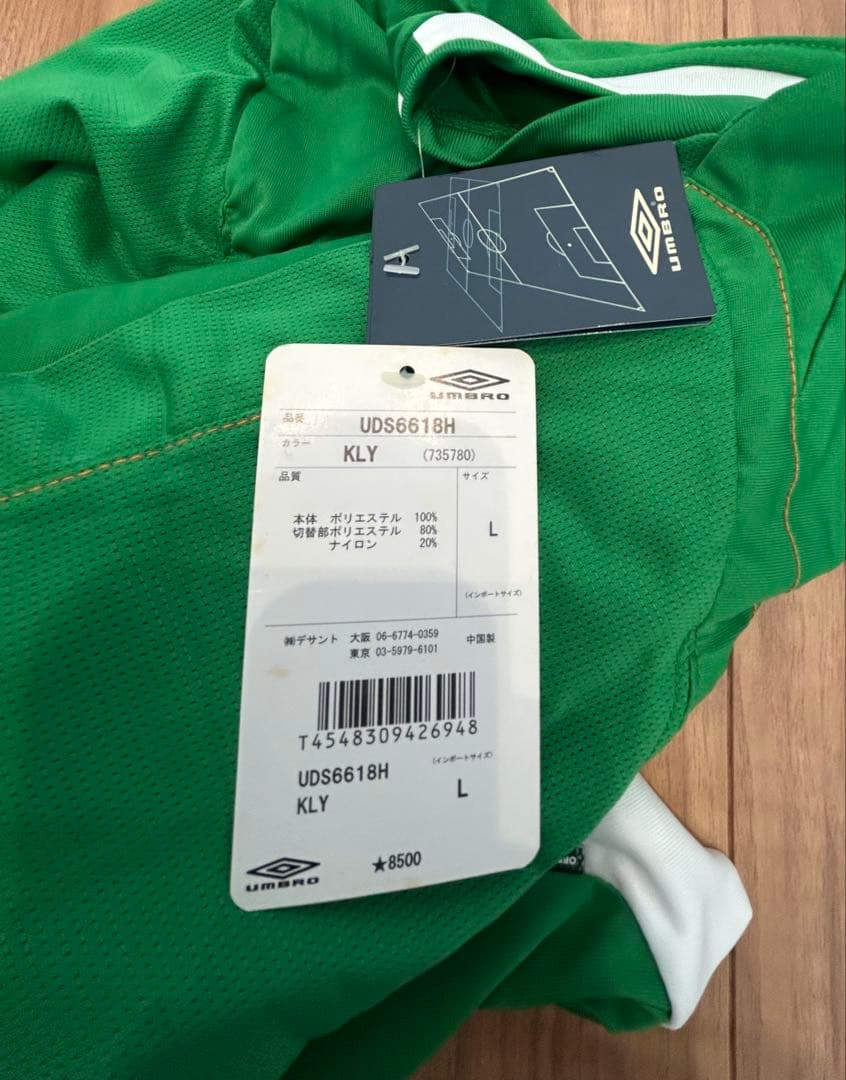 UMBRO
UMBRO
品番 UDS6618H
カラー KLY (735780)
品質 サイズ
本体 ポリエステル 100%
切替部ポリエステル 80%
ナイロン 20%
L
(インポートサイズ)
㈱デサント 大阪 06-6774-0359 中国製
東京 03-5979-6101
T4548309426948
(インポートサイズ)
UDS6618H
KLY L
UMBRO ★8500